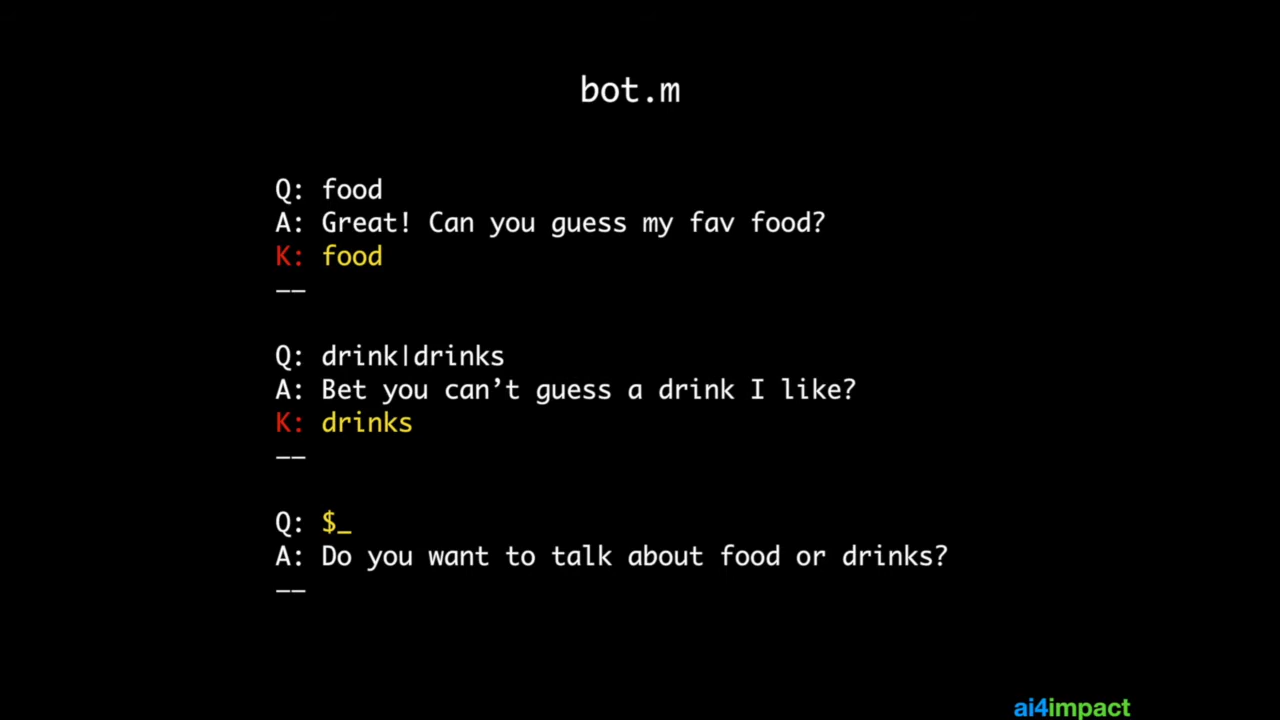 bot.m
Q: food
A: Great! Can you guess my fav food?
K: food
——
Q: drink|drinks
A: Bet you can’t guess a drink I like?
K: drinks
——
Q: $_
A: Do you want to talk about food or drinks?
——
ai4impact